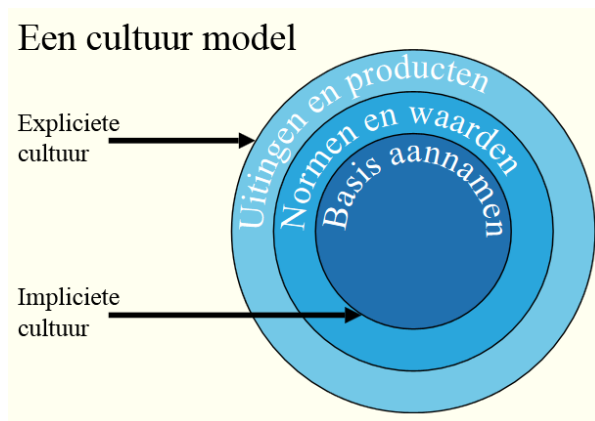 Een cultuur model
Expliciete
cultuur
Uitingen en producten
Normen en waarden
Basis aannamen
Impliciete
cultuur